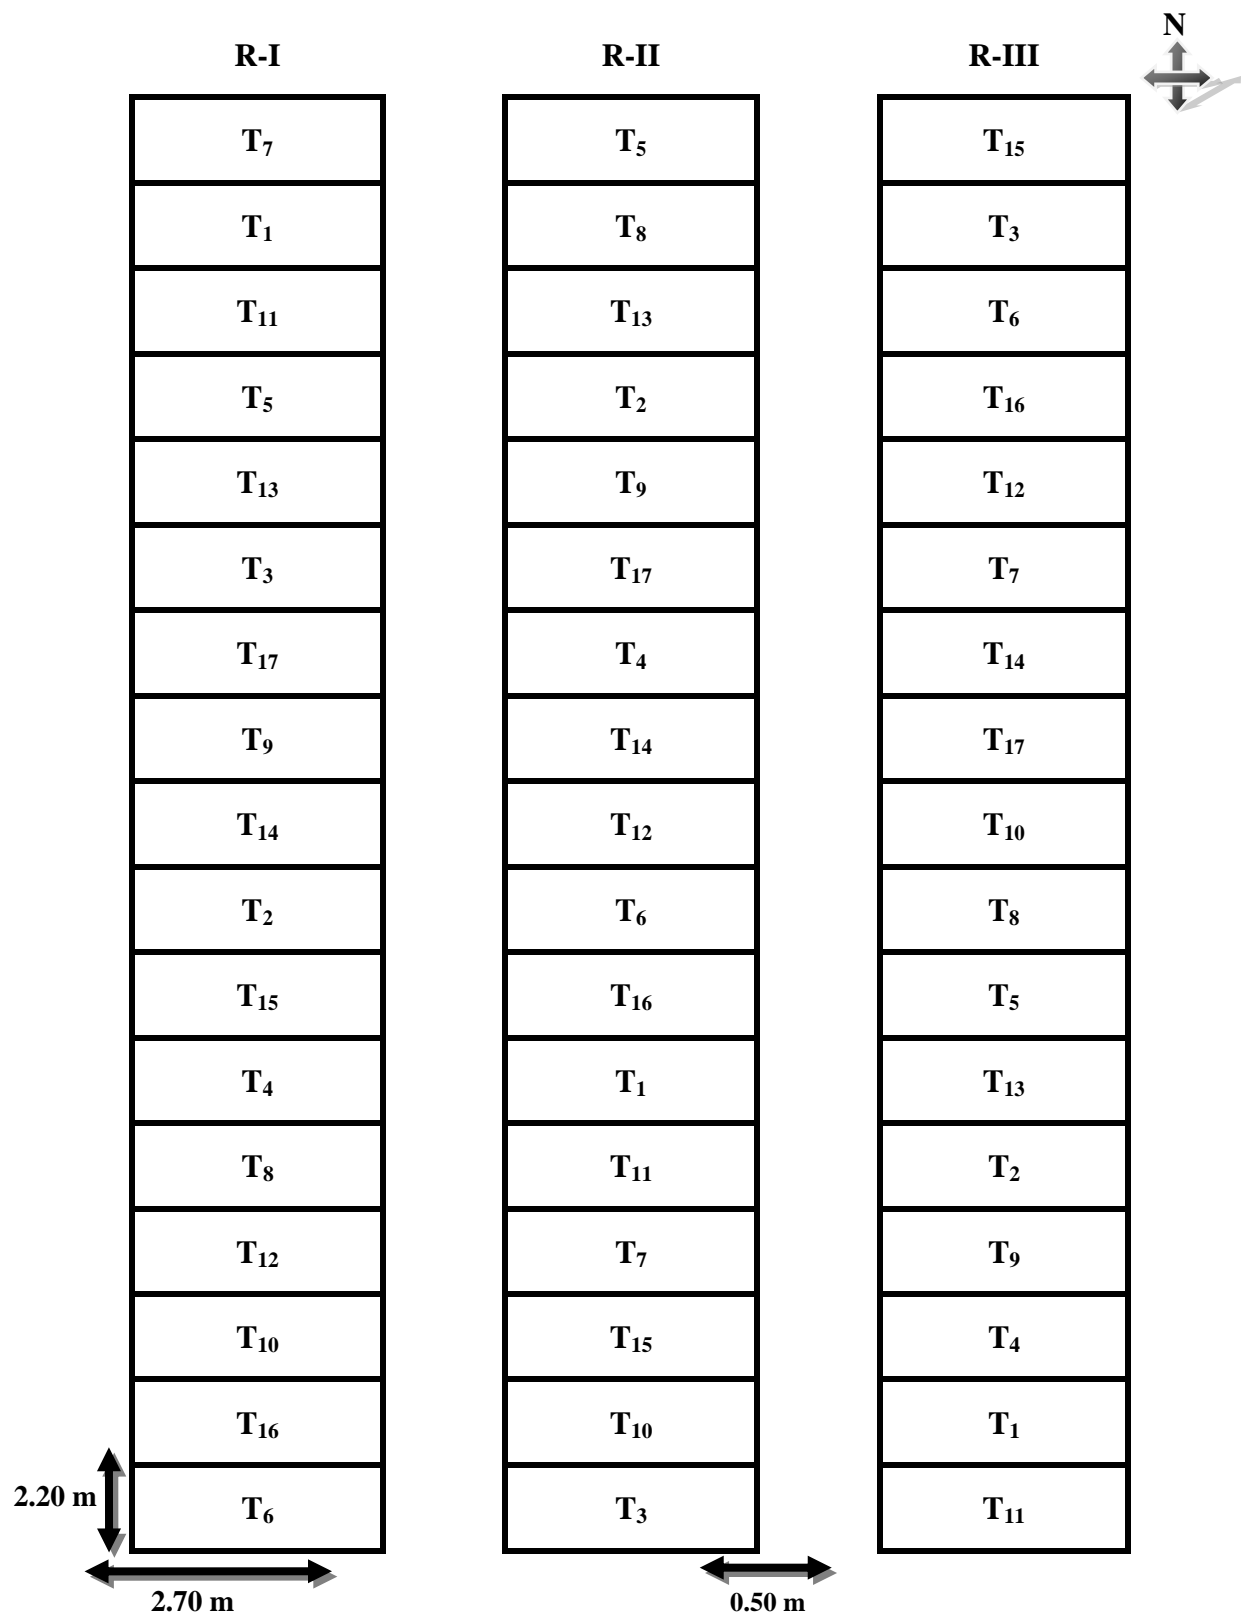 N
R-I R-II R-III
T₇ T₅ T₁₅
T₁ T₈ T₃
T₁₁ T₁₃ T₆
T₅ T₂ T₁₆
T₁₃ T₉ T₁₂
T₃ T₁₇ T₇
T₁₇ T₄ T₁₄
T₉ T₁₄ T₁₇
T₁₄ T₁₂ T₁₀
T₂ T₆ T₈
T₁₅ T₁₆ T₅
T₄ T₁ T₁₃
T₈ T₁₁ T₂
T₁₂ T₇ T₉
T₁₀ T₁₅ T₄
T₁₆ T₁₀ T₁
2.20 m
T₆ T₃ T₁₁
2.70 m 0.50 m